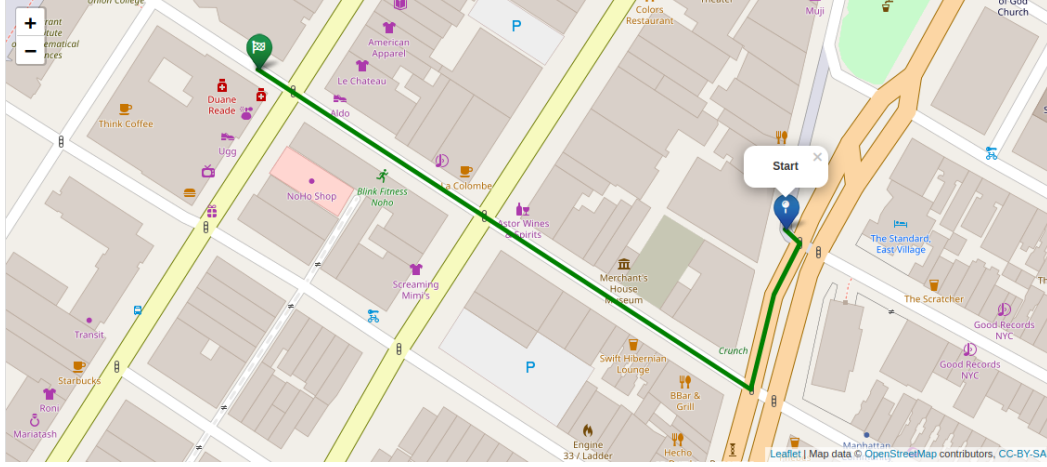 Union College
+
−
Duane
Reade
Think Coffee
Ugg
American
Apparel
Le Chateau
Aldo
NoHo Shop
Blink Fitness
Noho
La Colombe
Astor Wines
& Spirits
Screaming
Mimi's
Transit
Starbucks
Roni
Mariatash
P
Colors
Restaurant
Theater
Muji
of God
Church
Start
×
Merchant's
House
Museum
The Standard,
East Village
The Scratcher
Good Records
NYC
Good Records
NYC
Crunch
Swift Hibernian
Lounge
P
BBar &
Grill
Engine
33 / Ladder
Hecho
Manhattan
Leaflet | Map data © OpenStreetMap contributors, CC-BY-SA